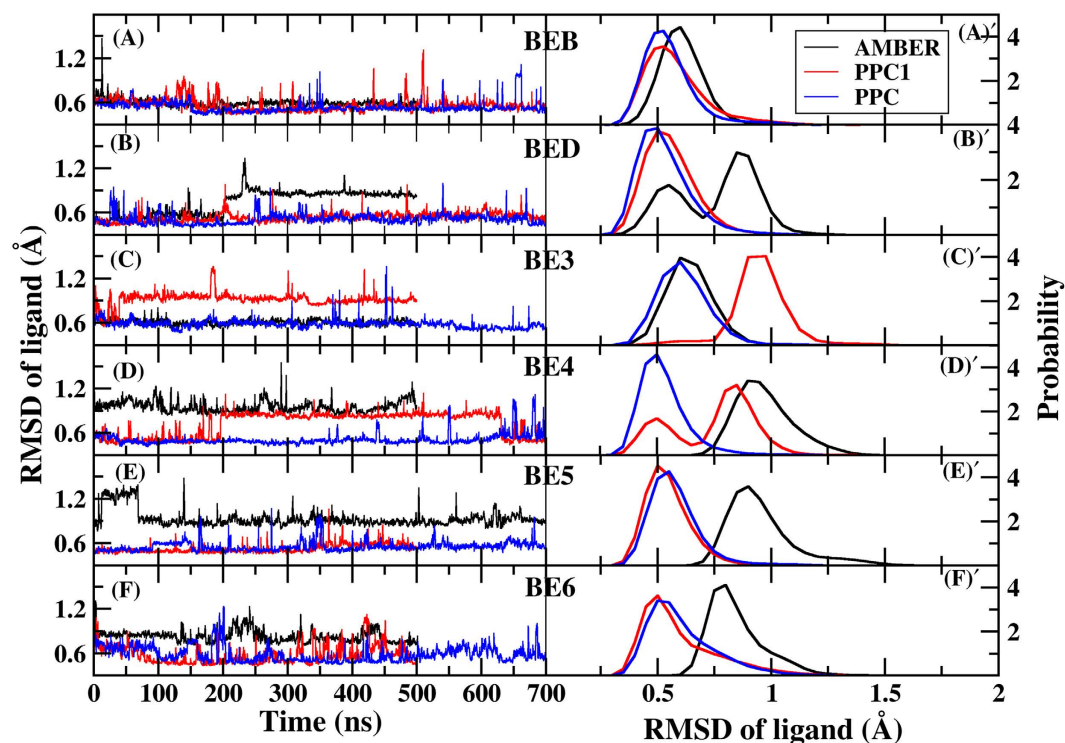 (A) BEB (A)′
AMBER
PPC1
PPC
1.2
0.6
4
2
(B) BED (B)′
4
1.2
0.6
2
(C) BE3 (C)′
1.2
0.6
4
2
(D) BE4 (D)′
1.2
0.6
4
2
(E) BE5 (E)′
1.2
0.6
4
2
(F) BE6 (F)′
1.2
0.6
4
2
RMSD of ligand (Å)
RMSD of ligand (Å)
Probability
0 100 200 300 400 500 600 700
0.5 1 1.5 2
Time (ns)
RMSD of ligand (Å)